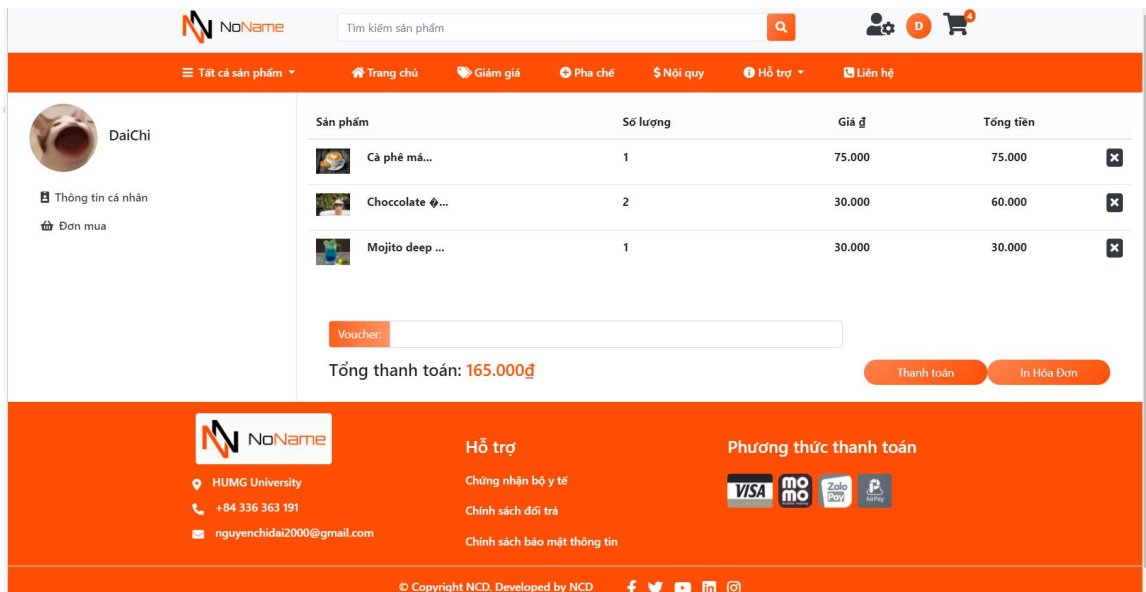 NoName
Tìm kiếm sản phẩm
D
4
Tất cả sản phẩm
Trang chủ
Giảm giá
Pha chế
$ Nội quy
Hỗ trợ
Liên hệ
DaiChi
Thông tin cá nhân
Đơn mua
Sản phẩm Số lượng Giá ₫ Tổng tiền
Cà phê má... 1 75.000 75.000
Choccolate �... 2 30.000 60.000
Mojito deep ... 1 30.000 30.000
Voucher:
Tổng thanh toán: 165.000₫
Thanh toán
In Hóa Đơn
NoName
HUMG University
+84 336 363 191
nguyenchidai2000@gmail.com
Hỗ trợ
Chứng nhận bộ y tế
Chính sách đổi trả
Chính sách bảo mật thông tin
Phương thức thanh toán
VISA
mo
mo
Zalo
Pay
AirPay
© Copyright NCD. Developed by NCD